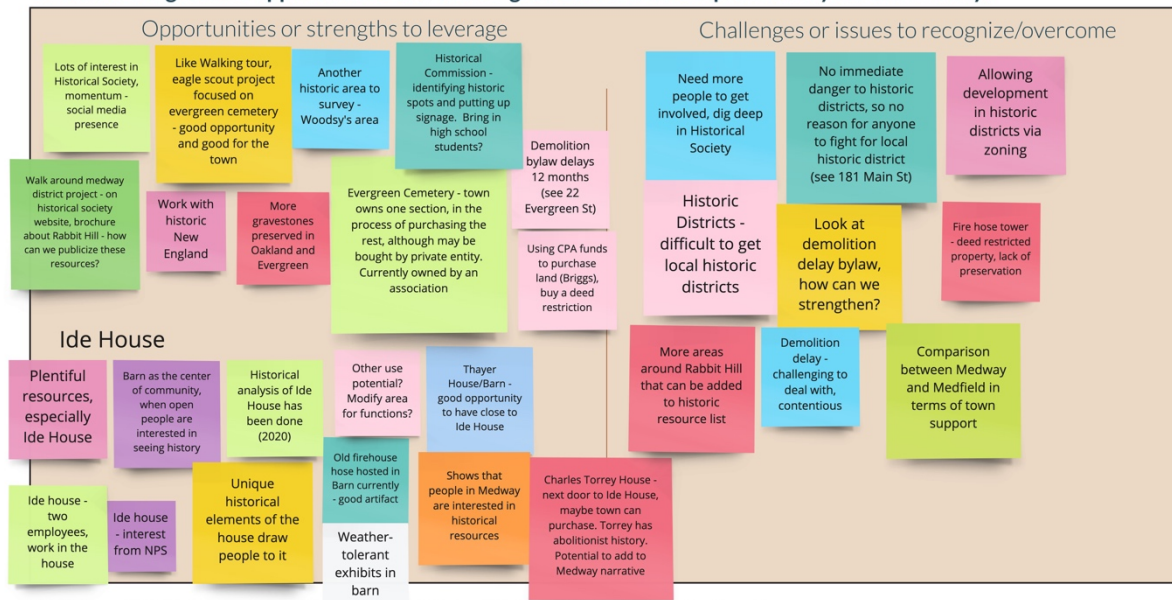 Opportunities or strengths to leverage
Lots of interest in
Historical Society,
momentum -
social media
presence
Like Walking tour,
eagle scout project
focused on
evergreen cemetery
- good opportunity
and good for the
town
Another
historic area to
survey -
Woodsy's area
Historical
Commission -
identifying historic
spots and putting up
signage. Bring in
high school
students?
Demolition
bylaw delays
12 months
(see 22
Evergreen St)
Walk around medway
district project - on
historical society
website, brochure
about Rabbit Hill - how
can we publicize these
resources?
Work with
historic
New
England
More
gravestones
preserved in
Oakland and
Evergreen
Evergreen Cemetery - town
owns one section, in the
process of purchasing the
rest, although may be
bought by private entity.
Currently owned by an
association
Using CPA funds
to purchase
land (Briggs),
buy a deed
restriction
Ide House
Plentiful
resources,
especially
Ide House
Barn as the center
of community,
when open
people are
interested in
seeing history
Historical
analysis of Ide
House has
been done
(2020)
Other use
potential?
Modify area
for functions?
Thayer
House/Barn -
good opportunity
to have close to
Ide House
Ide house -
two
employees,
work in the
house
Ide house
- interest
from NPS
Unique
historical
elements of the
house draw
people to it
Old firehouse
hose hosted in
Barn currently
- good artifact
Weather-
tolerant
exhibits in
barn
Shows that
people in Medway
are interested in
historical
resources
Charles Torrey House -
next door to Ide House,
maybe town can
purchase. Torrey has
abolitionist history.
Potential to add to
Medway narrative
Challenges or issues to recognize/overcome
Need more
people to get
involved, dig deep
in Historical
Society
No immediate
danger to historic
districts, so no
reason for anyone
to fight for local
historic district
(see 181 Main St)
Allowing
development
in historic
districts via
zoning
Historic
Districts -
difficult to get
local historic
districts
Look at
demolition
delay bylaw,
how can we
strengthen?
Fire hose tower
- deed restricted
property, lack of
preservation
More areas
around Rabbit Hill
that can be added
to historic
resource list
Demolition
delay -
challenging to
deal with,
contentious
Comparison
between Medway
and Medfield in
terms of town
support